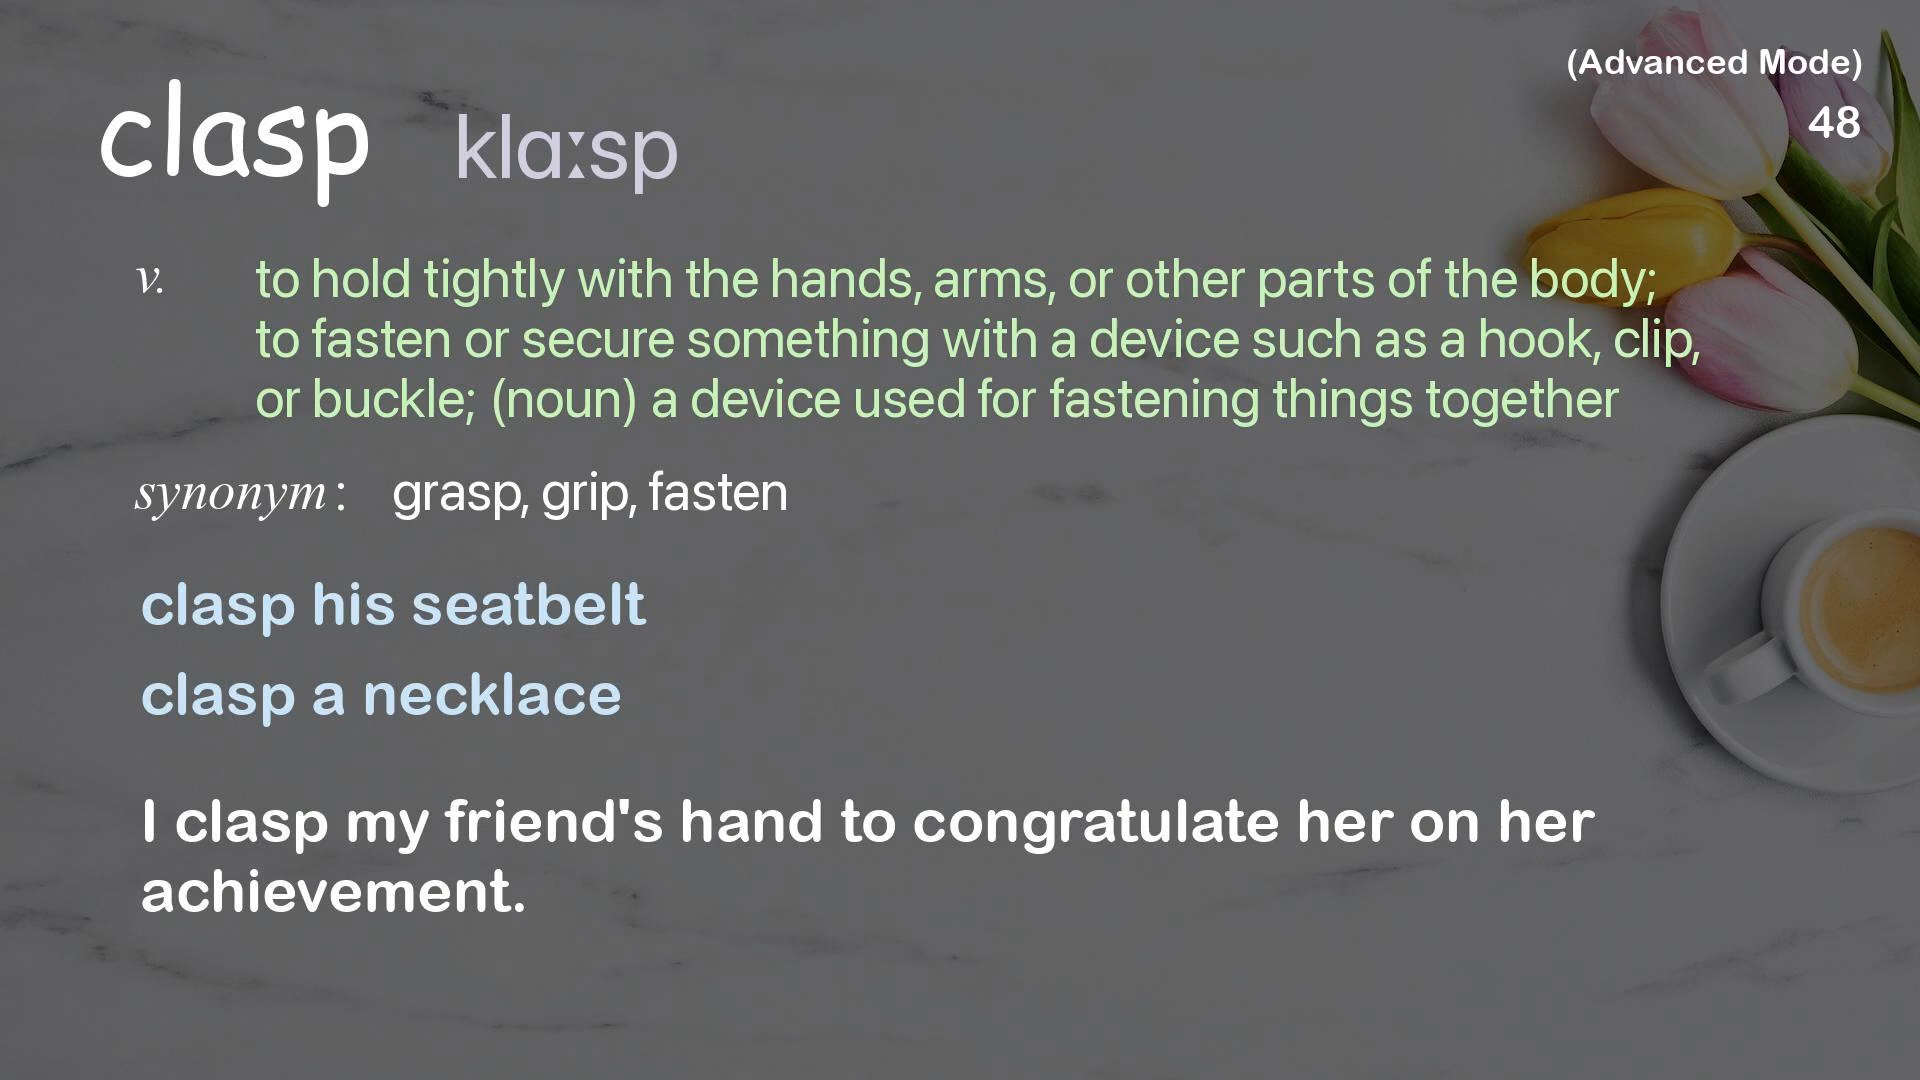 (Advanced Mode)
48
clasp klɑːsp
v. to hold tightly with the hands, arms, or other parts of the body;
to fasten or secure something with a device such as a hook, clip,
or buckle; (noun) a device used for fastening things together
synonym: grasp, grip, fasten
clasp his seatbelt
clasp a necklace
I clasp my friend's hand to congratulate her on her
achievement.